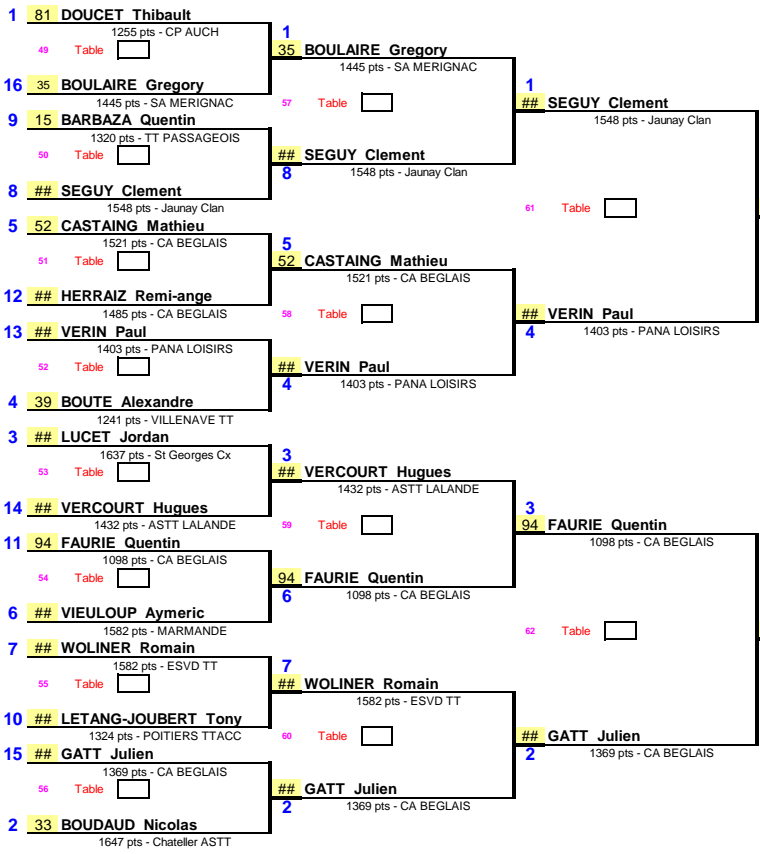 1 81 DOUCET Thibault
1255 pts - CP AUCH
49 Table
16 35 BOULAIRE Gregory
1445 pts - SA MERIGNAC
9 15 BARBAZA Quentin
1320 pts - TT PASSAGEOIS
50 Table
8 ## SEGUY Clement
1548 pts - Jaunay Clan
5 52 CASTAING Mathieu
1521 pts - CA BEGLAIS
51 Table
12 ## HERRAIZ Remi-ange
1485 pts - CA BEGLAIS
13 ## VERIN Paul
1403 pts - PANA LOISIRS
52 Table
4 39 BOUTE Alexandre
1241 pts - VILLENAVE TT
3 ## LUCET Jordan
1637 pts - St Georges Cx
53 Table
14 ## VERCOURT Hugues
1432 pts - ASTT LALANDE
11 94 FAURIE Quentin
1098 pts - CA BEGLAIS
54 Table
6 ## VIEULOUP Aymeric
1582 pts - MARMANDE
7 ## WOLINER Romain
1582 pts - ESVD TT
55 Table
10 ## LETANG-JOUBERT Tony
1324 pts - POITIERS TTACC
15 ## GATT Julien
1369 pts - CA BEGLAIS
56 Table
2 33 BOUDAUD Nicolas
1647 pts - Chateller ASTT
1
35 BOULAIRE Gregory
1445 pts - SA MERIGNAC
57 Table
## SEGUY Clement
8 1548 pts - Jaunay Clan
5
52 CASTAING Mathieu
1521 pts - CA BEGLAIS
58 Table
## VERIN Paul
4 1403 pts - PANA LOISIRS
3
## VERCOURT Hugues
1432 pts - ASTT LALANDE
59 Table
94 FAURIE Quentin
6 1098 pts - CA BEGLAIS
7
## WOLINER Romain
1582 pts - ESVD TT
60 Table
## GATT Julien
2 1369 pts - CA BEGLAIS
1
## SEGUY Clement
1548 pts - Jaunay Clan
61 Table
## VERIN Paul
4 1403 pts - PANA LOISIRS
3
94 FAURIE Quentin
1098 pts - CA BEGLAIS
62 Table
## GATT Julien
2 1369 pts - CA BEGLAIS